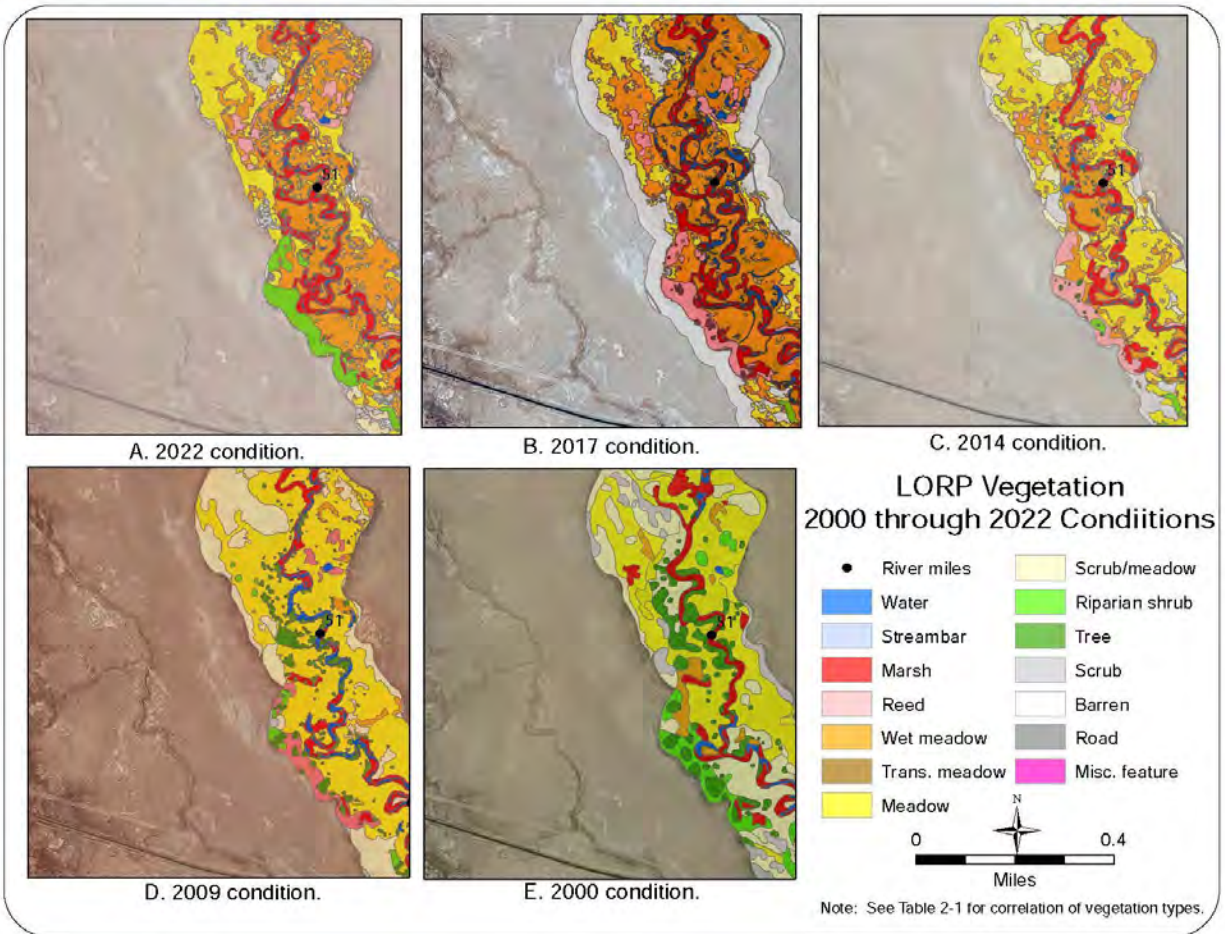 51
51
51
A. 2022 condition.
B. 2017 condition.
C. 2014 condition.
51
51
D. 2009 condition.
E. 2000 condition.
LORP Vegetation
2000 through 2022 Condiitions
River miles
Water
Streambar
Marsh
Reed
Wet meadow
Trans. meadow
Meadow
Scrub/meadow
Riparian shrub
Tree
Scrub
Barren
Road
Misc. feature
N
0 0.4
Miles
Note: See Table 2-1 for correlation of vegetation types.